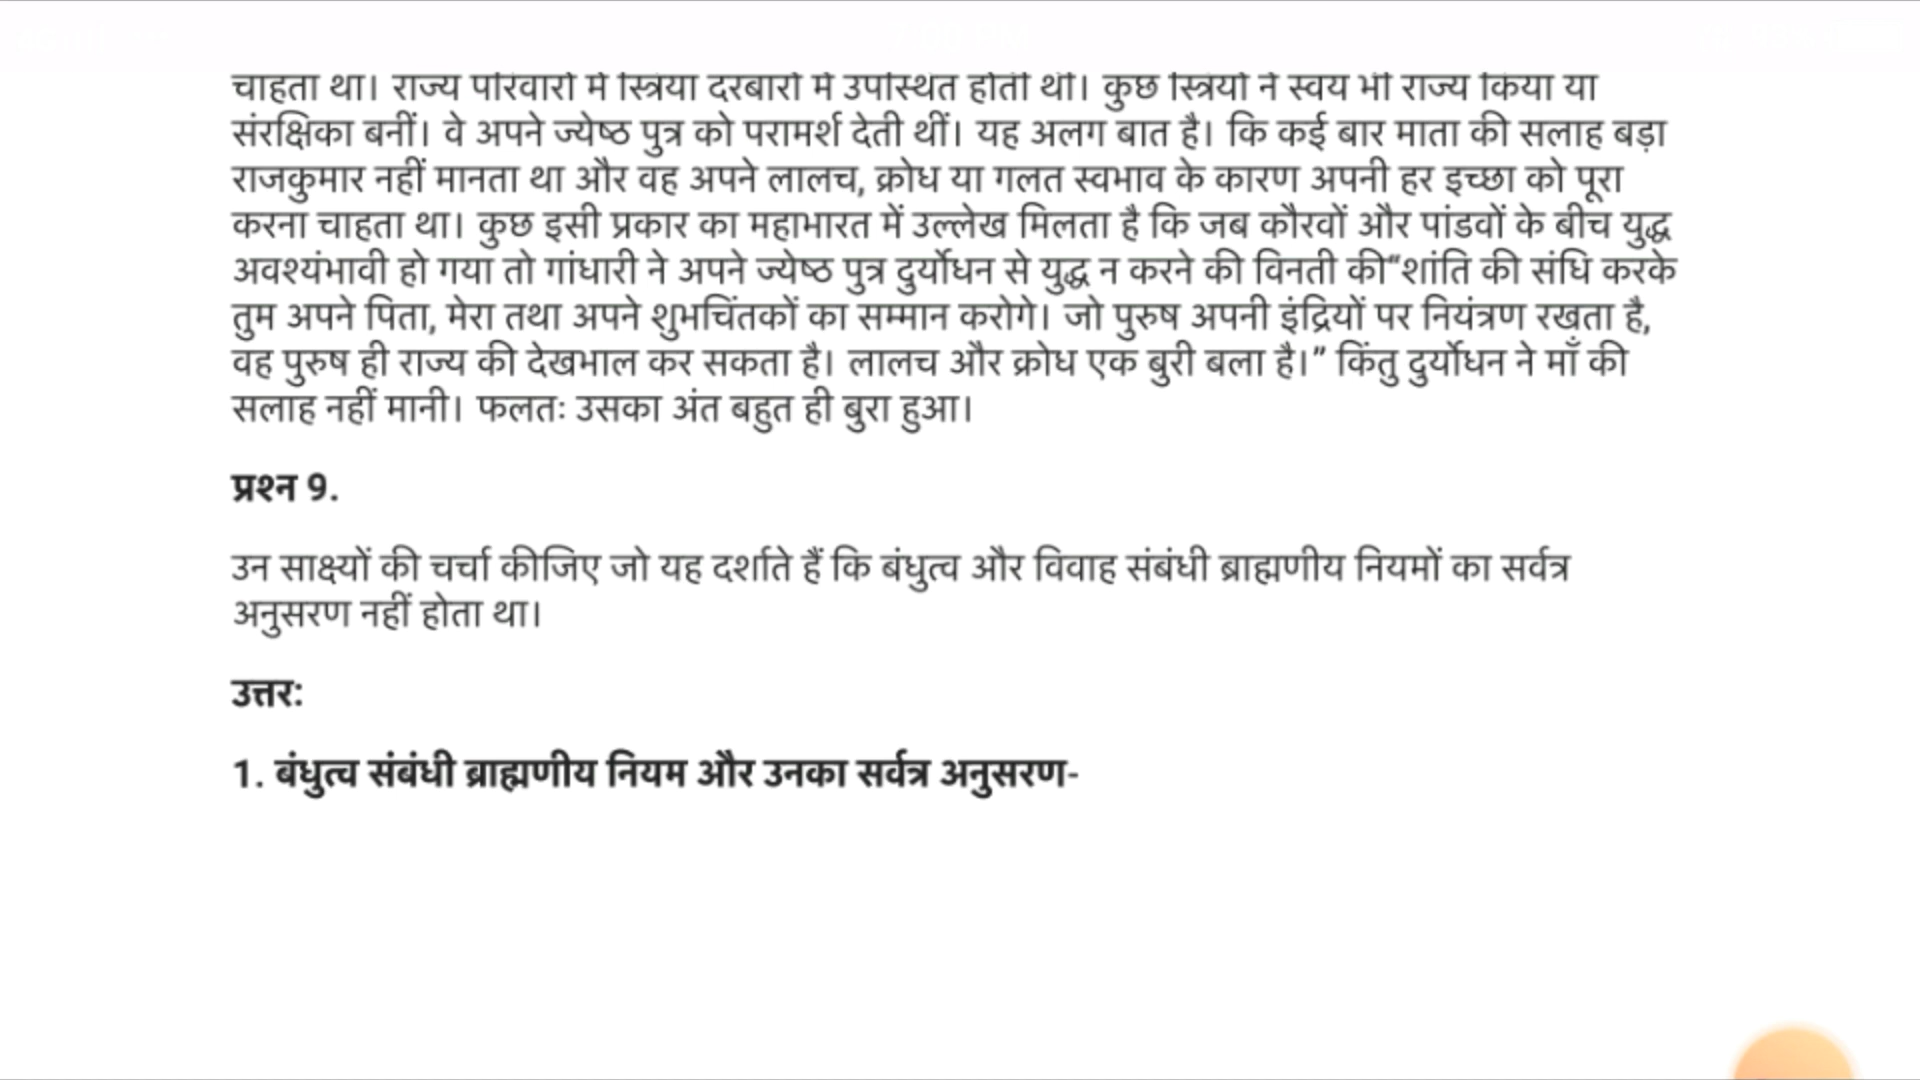 चाहता था। राज्य परिवारों में स्त्रियां दरबारों में उपस्थित होती थीं। कुछ स्त्रियों ने स्वयं भी राज्य किया या
संरक्षिका बनीं। वे अपने ज्येष्ठ पुत्र को परामर्श देती थीं। यह अलग बात है। कि कई बार माता की सलाह बड़ा
राजकुमार नहीं मानता था और वह अपने लालच, क्रोध या गलत स्वभाव के कारण अपनी हर इच्छा को पूरा
करना चाहता था। कुछ इसी प्रकार का महाभारत में उल्लेख मिलता है कि जब कौरवों और पांडवों के बीच युद्ध
अवश्यंभावी हो गया तो गांधारी ने अपने ज्येष्ठ पुत्र दुर्योधन से युद्ध न करने की विनती की“शांति की संधि करके
तुम अपने पिता, मेरा तथा अपने शुभचिंतकों का सम्मान करोगे। जो पुरुष अपनी इंद्रियों पर नियंत्रण रखता है,
वह पुरुष ही राज्य की देखभाल कर सकता है। लालच और क्रोध एक बुरी बला है।” किंतु दुर्योधन ने माँ की
सलाह नहीं मानी। फलतः उसका अंत बहुत ही बुरा हुआ।
प्रश्न 9.
उन साक्ष्यों की चर्चा कीजिए जो यह दर्शाते हैं कि बंधुत्व और विवाह संबंधी ब्राह्मणीय नियमों का सर्वत्र
अनुसरण नहीं होता था।
उत्तर:
1. बंधुत्व संबंधी ब्राह्मणीय नियम और उनका सर्वत्र अनुसरण-